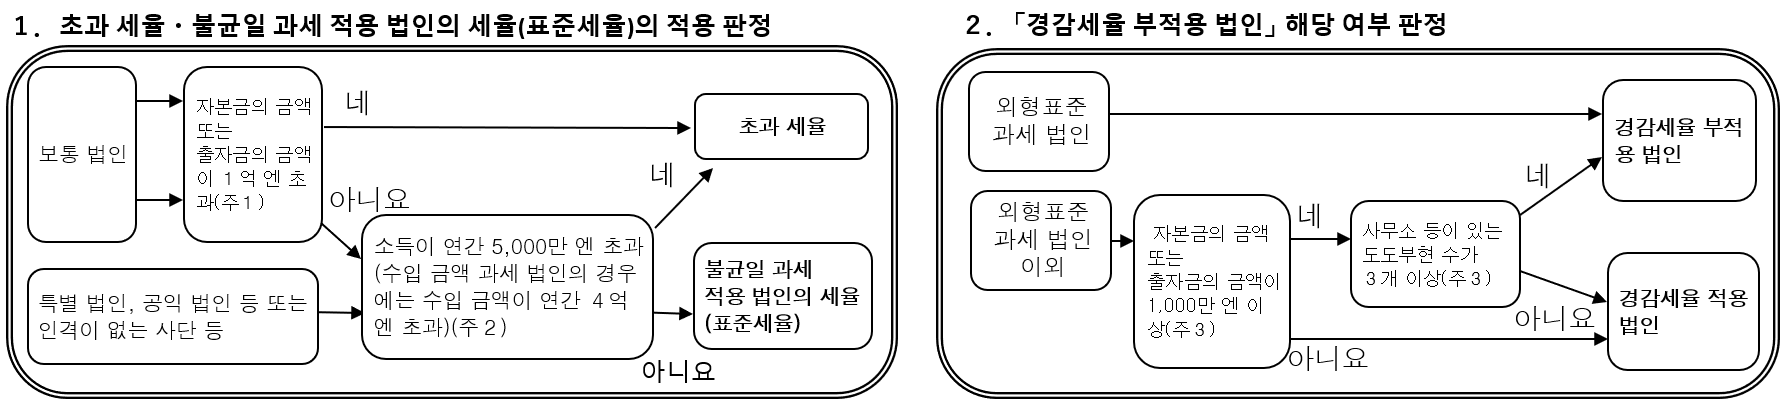 1. 초과 세율・불균일 과세 적용 법인의 세율(표준세율)의 적용 판정
보통 법인
자본금의 금액
또는
출자금의 금액
이 1억 엔 초
과(주1)
네
아니요
초과 세율
네
특별 법인, 공익 법인 등 또는
인격이 없는 사단 등
소득이 연간 5,000만 엔 초과
(수입 금액 과세 법인의 경우
에는 수입 금액이 연간 4억
엔 초과)(주2)
불균일 과세
적용 법인의 세율
(표준세율)
아니요
2. 「경감세율 부적용 법인」 해당 여부 판정
외형표준
과세 법인
경감세율 부적
용 법인
외형표준
과세 법인
이외
자본금의 금액
또는
출자금의 금액이
1,000만 엔 이
상(주3)
네
사무소 등이 있는
도도부현 수가
3개 이상(주3)
네
아니요
아니요
경감세율 적용
법인